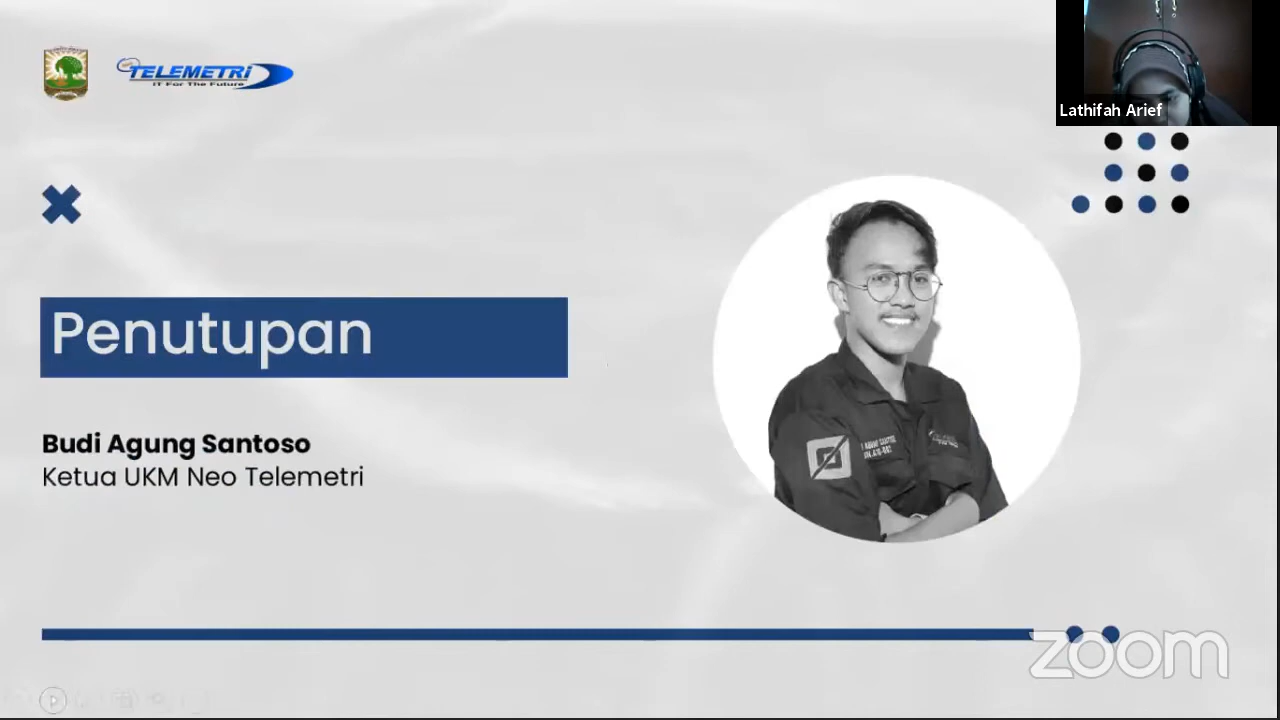 TELEMETRI
IT For The Future
Lathifah Arief
Penutupan
Budi Agung Santoso
Ketua UKM Neo Telemetri
zoom